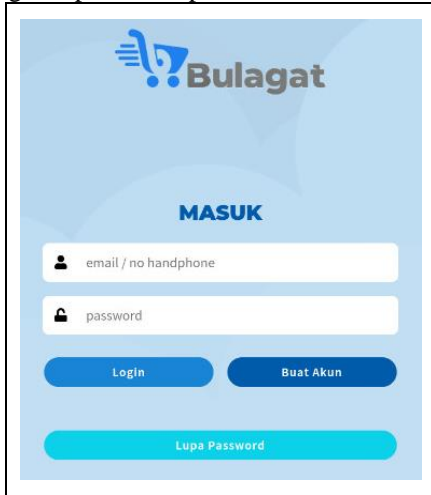 Bulagat
MASUK
email / no handphone
password
Login
Buat Akun
Lupa Password